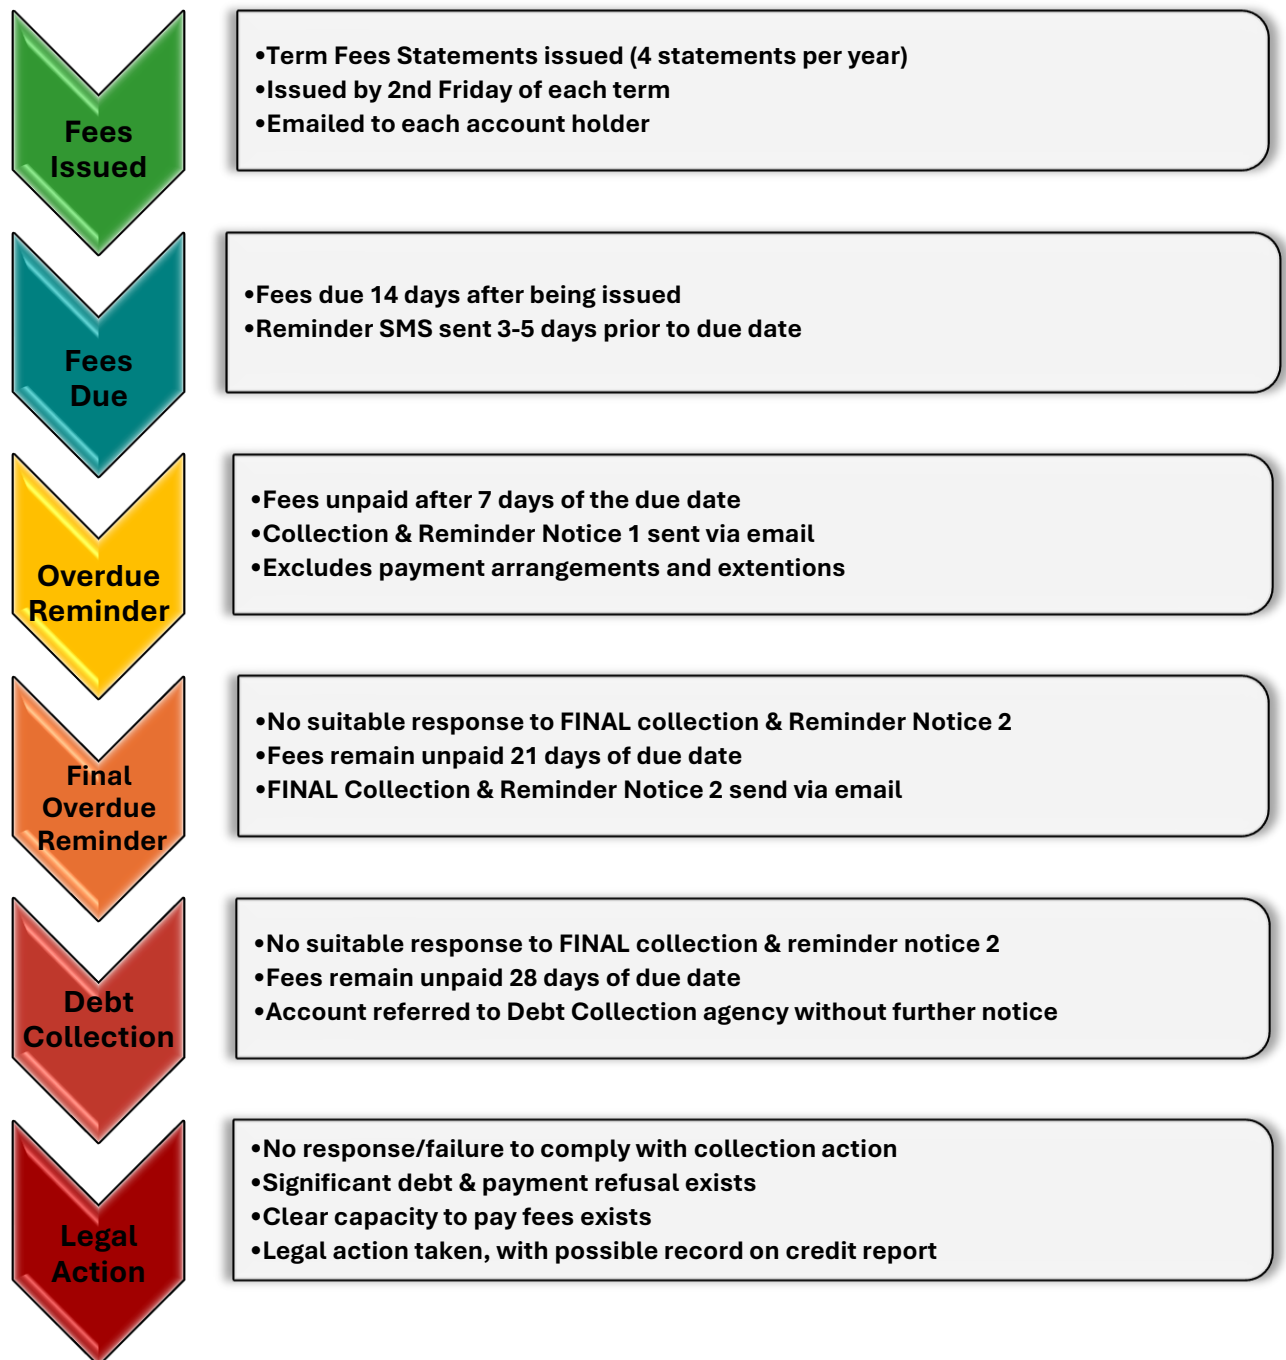 Fees
Issued
•Term Fees Statements issued (4 statements per year)
•Issued by 2nd Friday of each term
•Emailed to each account holder
Fees
Due
•Fees due 14 days after being issued
•Reminder SMS sent 3-5 days prior to due date
Overdue
Reminder
•Fees unpaid after 7 days of the due date
•Collection & Reminder Notice 1 sent via email
•Excludes payment arrangements and extentions
Final
Overdue
Reminder
•No suitable response to FINAL collection & Reminder Notice 2
•Fees remain unpaid 21 days of due date
•FINAL Collection & Reminder Notice 2 send via email
Debt
Collection
•No suitable response to FINAL collection & reminder notice 2
•Fees remain unpaid 28 days of due date
•Account referred to Debt Collection agency without further notice
Legal
Action
•No response/failure to comply with collection action
•Significant debt & payment refusal exists
•Clear capacity to pay fees exists
•Legal action taken, with possible record on credit report